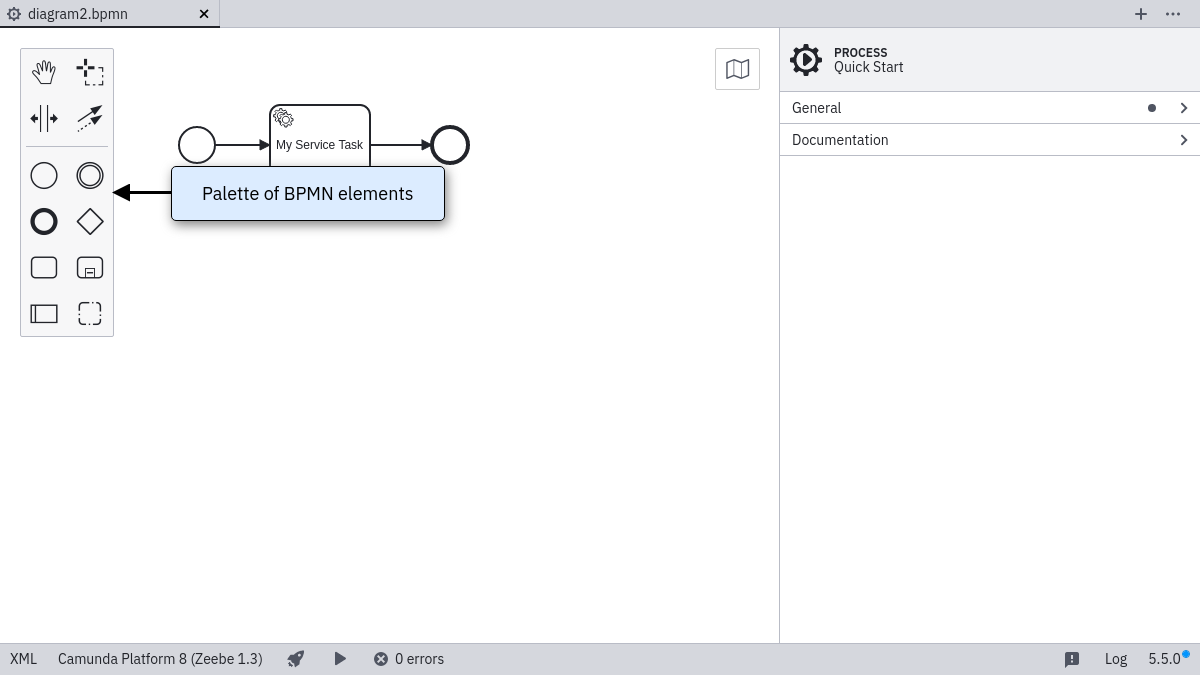 diagram2.bpmn
PROCESS
Quick Start
General
Documentation
My Service Task
Palette of BPMN elements
XML
Camunda Platform 8 (Zeebe 1.3)
0 errors
Log
5.5.0